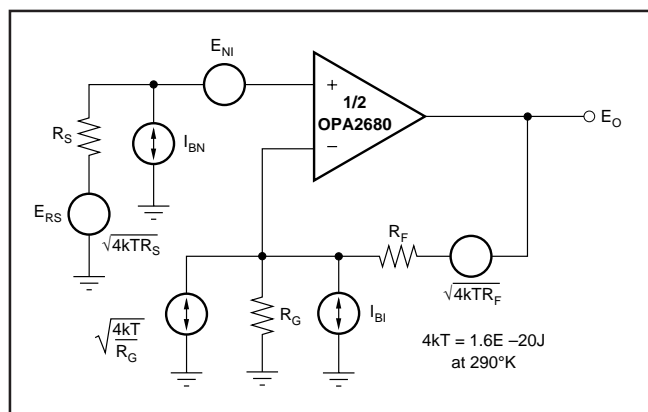 E_NI
+
1/2
OPA2680
−
E_O
R_S
I_BN
E_RS
√4kTR_S
R_F
√4kTR_F
√4kT/R_G
R_G
I_BI
4kT = 1.6E –20J
at 290°K